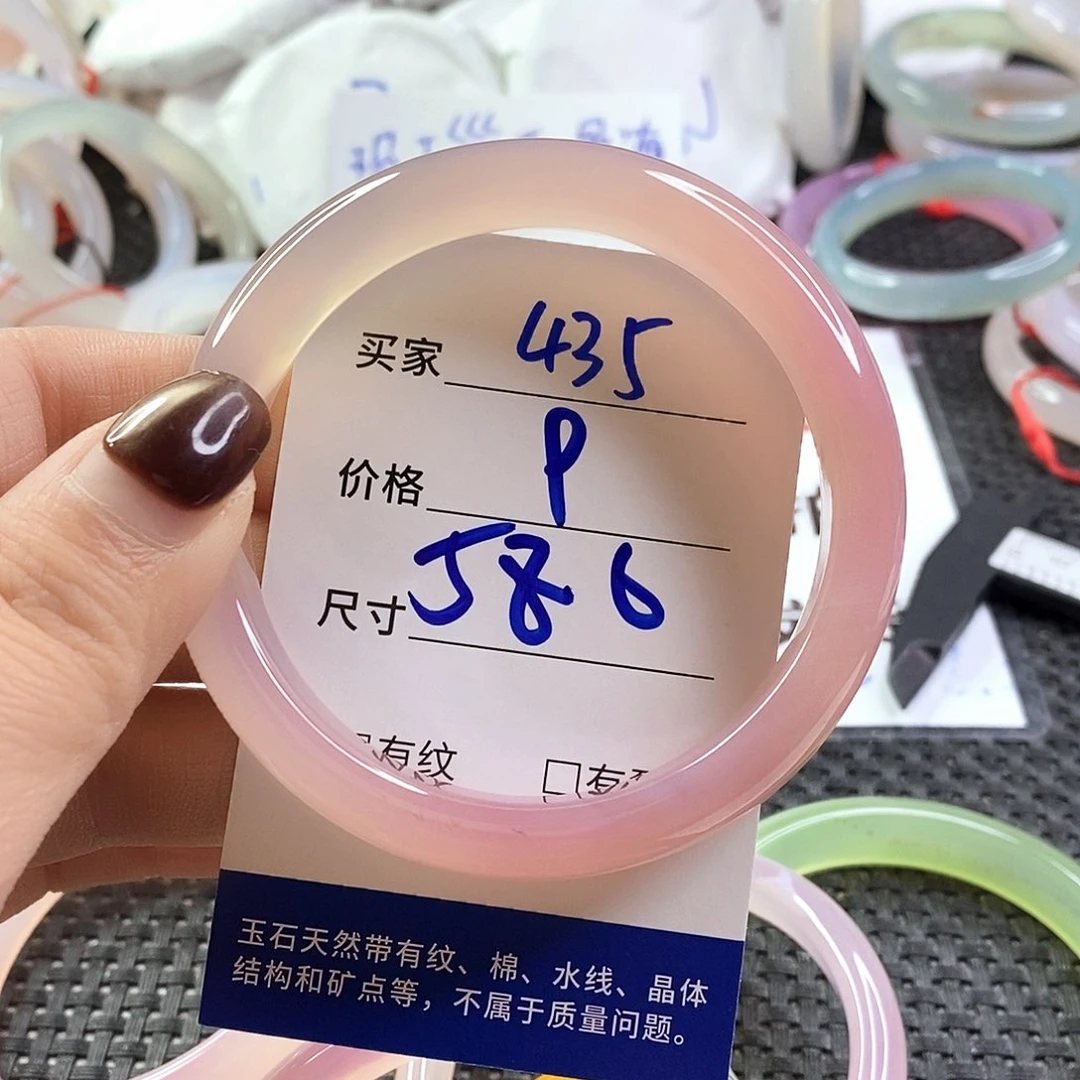 买家 435
价格 P
尺寸 58 6
有纹 □有
玉石天然带有纹、棉、水线、晶体
结构和矿点等，不属于质量问题。